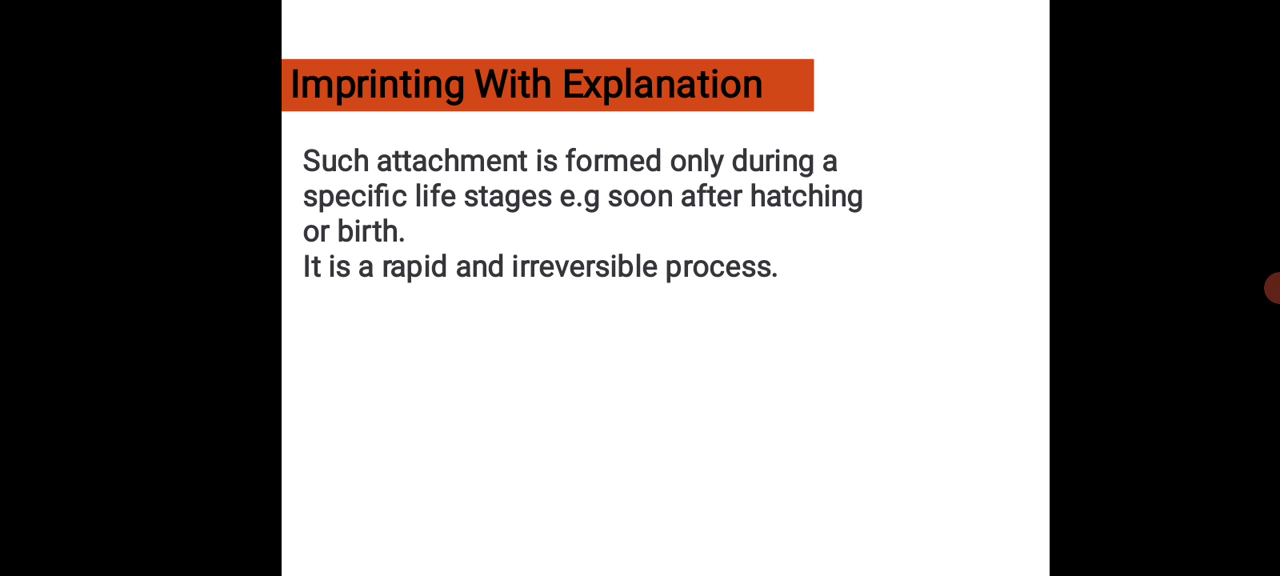 Imprinting With Explanation
Such attachment is formed only during a
specific life stages e.g soon after hatching
or birth.
It is a rapid and irreversible process.